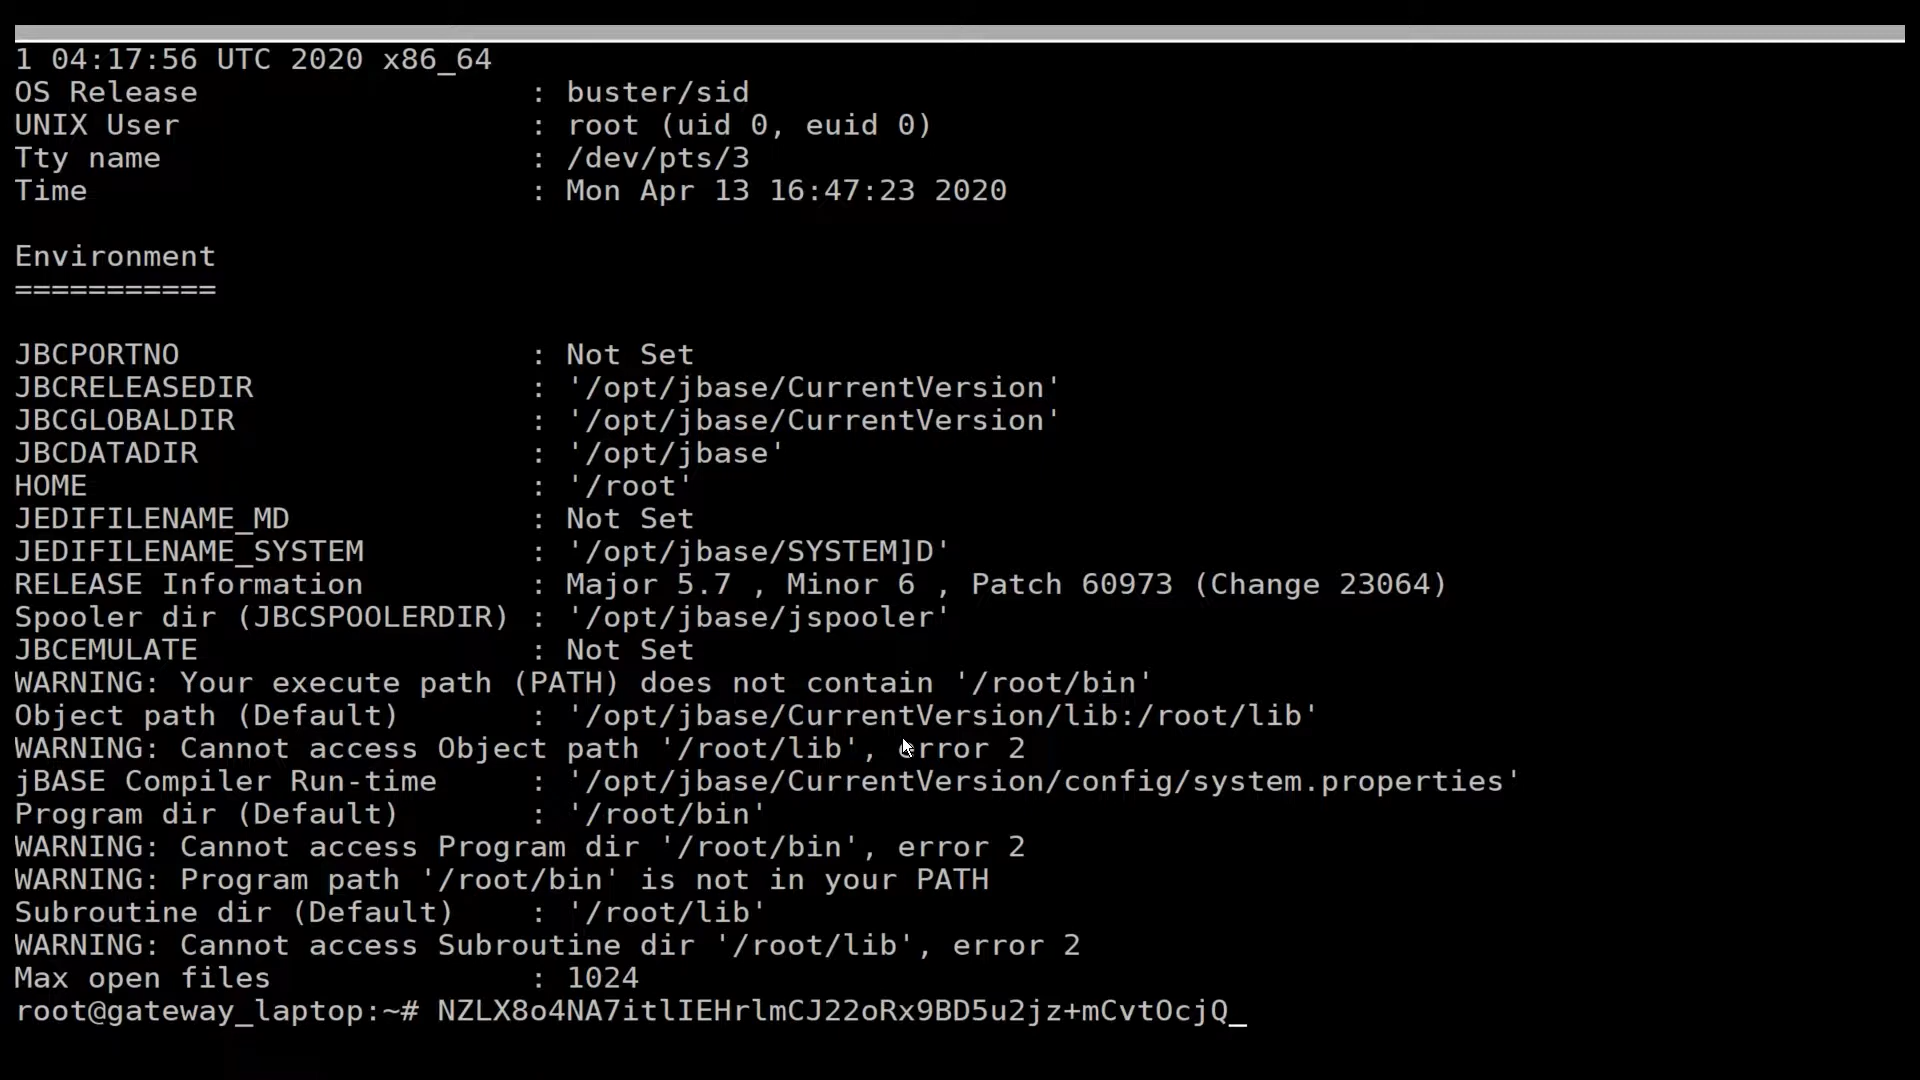 1 04:17:56 UTC 2020 x86_64
OS Release : buster/sid
UNIX User : root (uid 0, euid 0)
Tty name : /dev/pts/3
Time : Mon Apr 13 16:47:23 2020
Environment
===========
JBCPORTNO : Not Set
JBCRELEASEDIR : '/opt/jbase/CurrentVersion'
JBCGLOBALDIR : '/opt/jbase/CurrentVersion'
JBCDATADIR : '/opt/jbase'
HOME : '/root'
JEDIFILENAME_MD : Not Set
JEDIFILENAME_SYSTEM : '/opt/jbase/SYSTEM]D'
RELEASE Information : Major 5.7 , Minor 6 , Patch 60973 (Change 23064)
Spooler dir (JBCSPOOLERDIR) : '/opt/jbase/jspooler'
JBCEMULATE : Not Set
WARNING: Your execute path (PATH) does not contain '/root/bin'
Object path (Default) : '/opt/jbase/CurrentVersion/lib:/root/lib'
WARNING: Cannot access Object path '/root/lib', error 2
jBASE Compiler Run-time : '/opt/jbase/CurrentVersion/config/system.properties'
Program dir (Default) : '/root/bin'
WARNING: Cannot access Program dir '/root/bin', error 2
WARNING: Program path '/root/bin' is not in your PATH
Subroutine dir (Default) : '/root/lib'
WARNING: Cannot access Subroutine dir '/root/lib', error 2
Max open files : 1024
root@gateway_laptop:~# NZLX8o4NA7itlIEHrlmCJ22oRx9BD5u2jz+mCvtOcjQ_